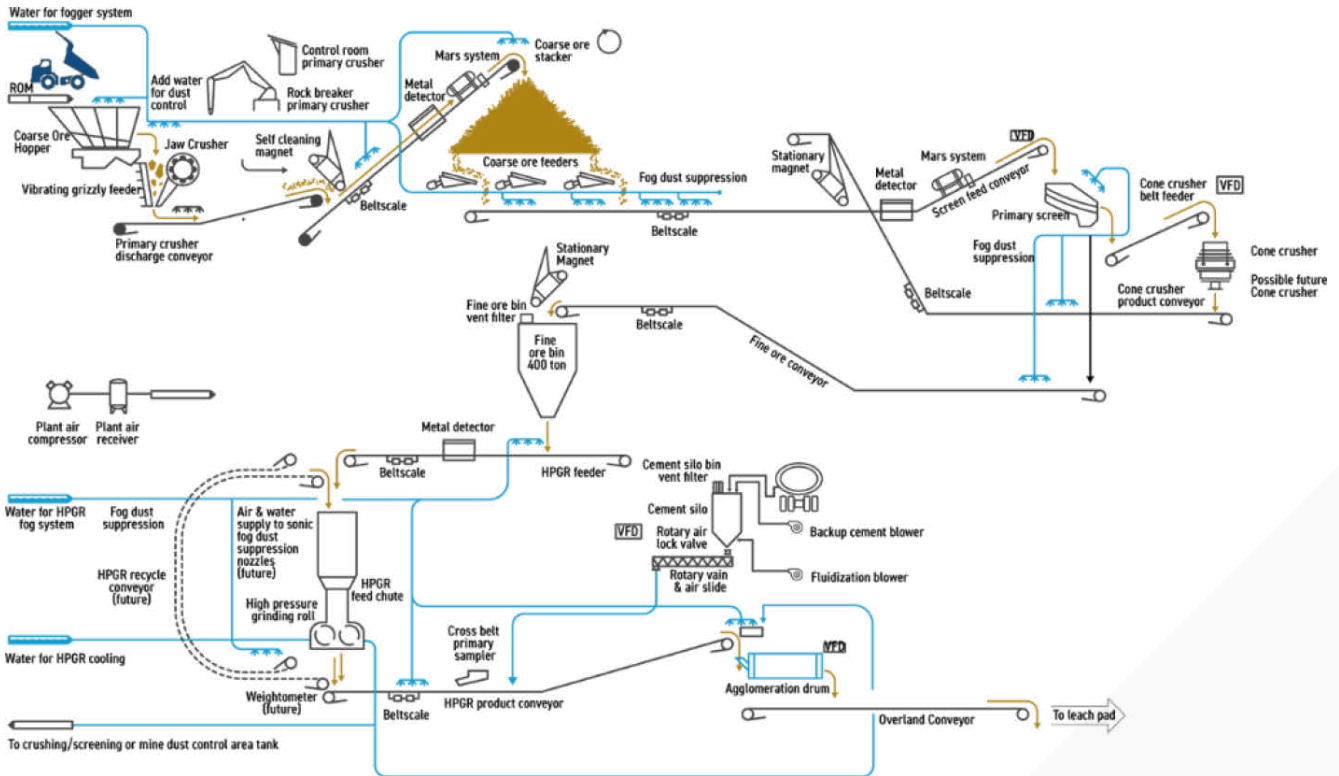 Water for fogger system
Control room
primary crusher
Coarse ore
stacker
Mars system
ROM
Add water
for dust
control
Rock breaker
primary crusher
Metal
detector
Coarse Ore
Hopper
Jaw Crusher
Self cleaning
magnet
Vibrating grizzly feeder
Coarse ore feeders
Fog dust suppression
Beltscale
Primary crusher
discharge conveyor
Beltscale
Stationary
magnet
Metal
detector
Mars system
VFD
Screen feed conveyor
Primary screen
Cone crusher
belt feeder
VFD
Fog dust
suppression
Cone crusher
Possible future
Cone crusher
Cone crusher
product conveyor
Beltscale
Stationary
Magnet
Fine ore bin
vent filter
Fine
ore bin
400 ton
Beltscale
Fine ore conveyor
Plant air
compressor
Plant air
receiver
Metal detector
Beltscale
HPGR feeder
Cement silo bin
vent filter
Cement silo
Backup cement blower
VFD
Rotary air
lock valve
Fluidization blower
Rotary vain
& air slide
Water for HPGR
fog system
Fog dust
suppression
Air & water
supply to sonic
fog dust
suppression
nozzles
(future)
HPGR recycle
conveyor
(future)
HPGR
feed chute
High pressure
grinding roll
Water for HPGR cooling
Cross belt
primary
sampler
VFD
Agglomeration drum
Weightometer
(future)
Beltscale
HPGR product conveyor
Overland Conveyor
To leach pad
To crushing/screening or mine dust control area tank